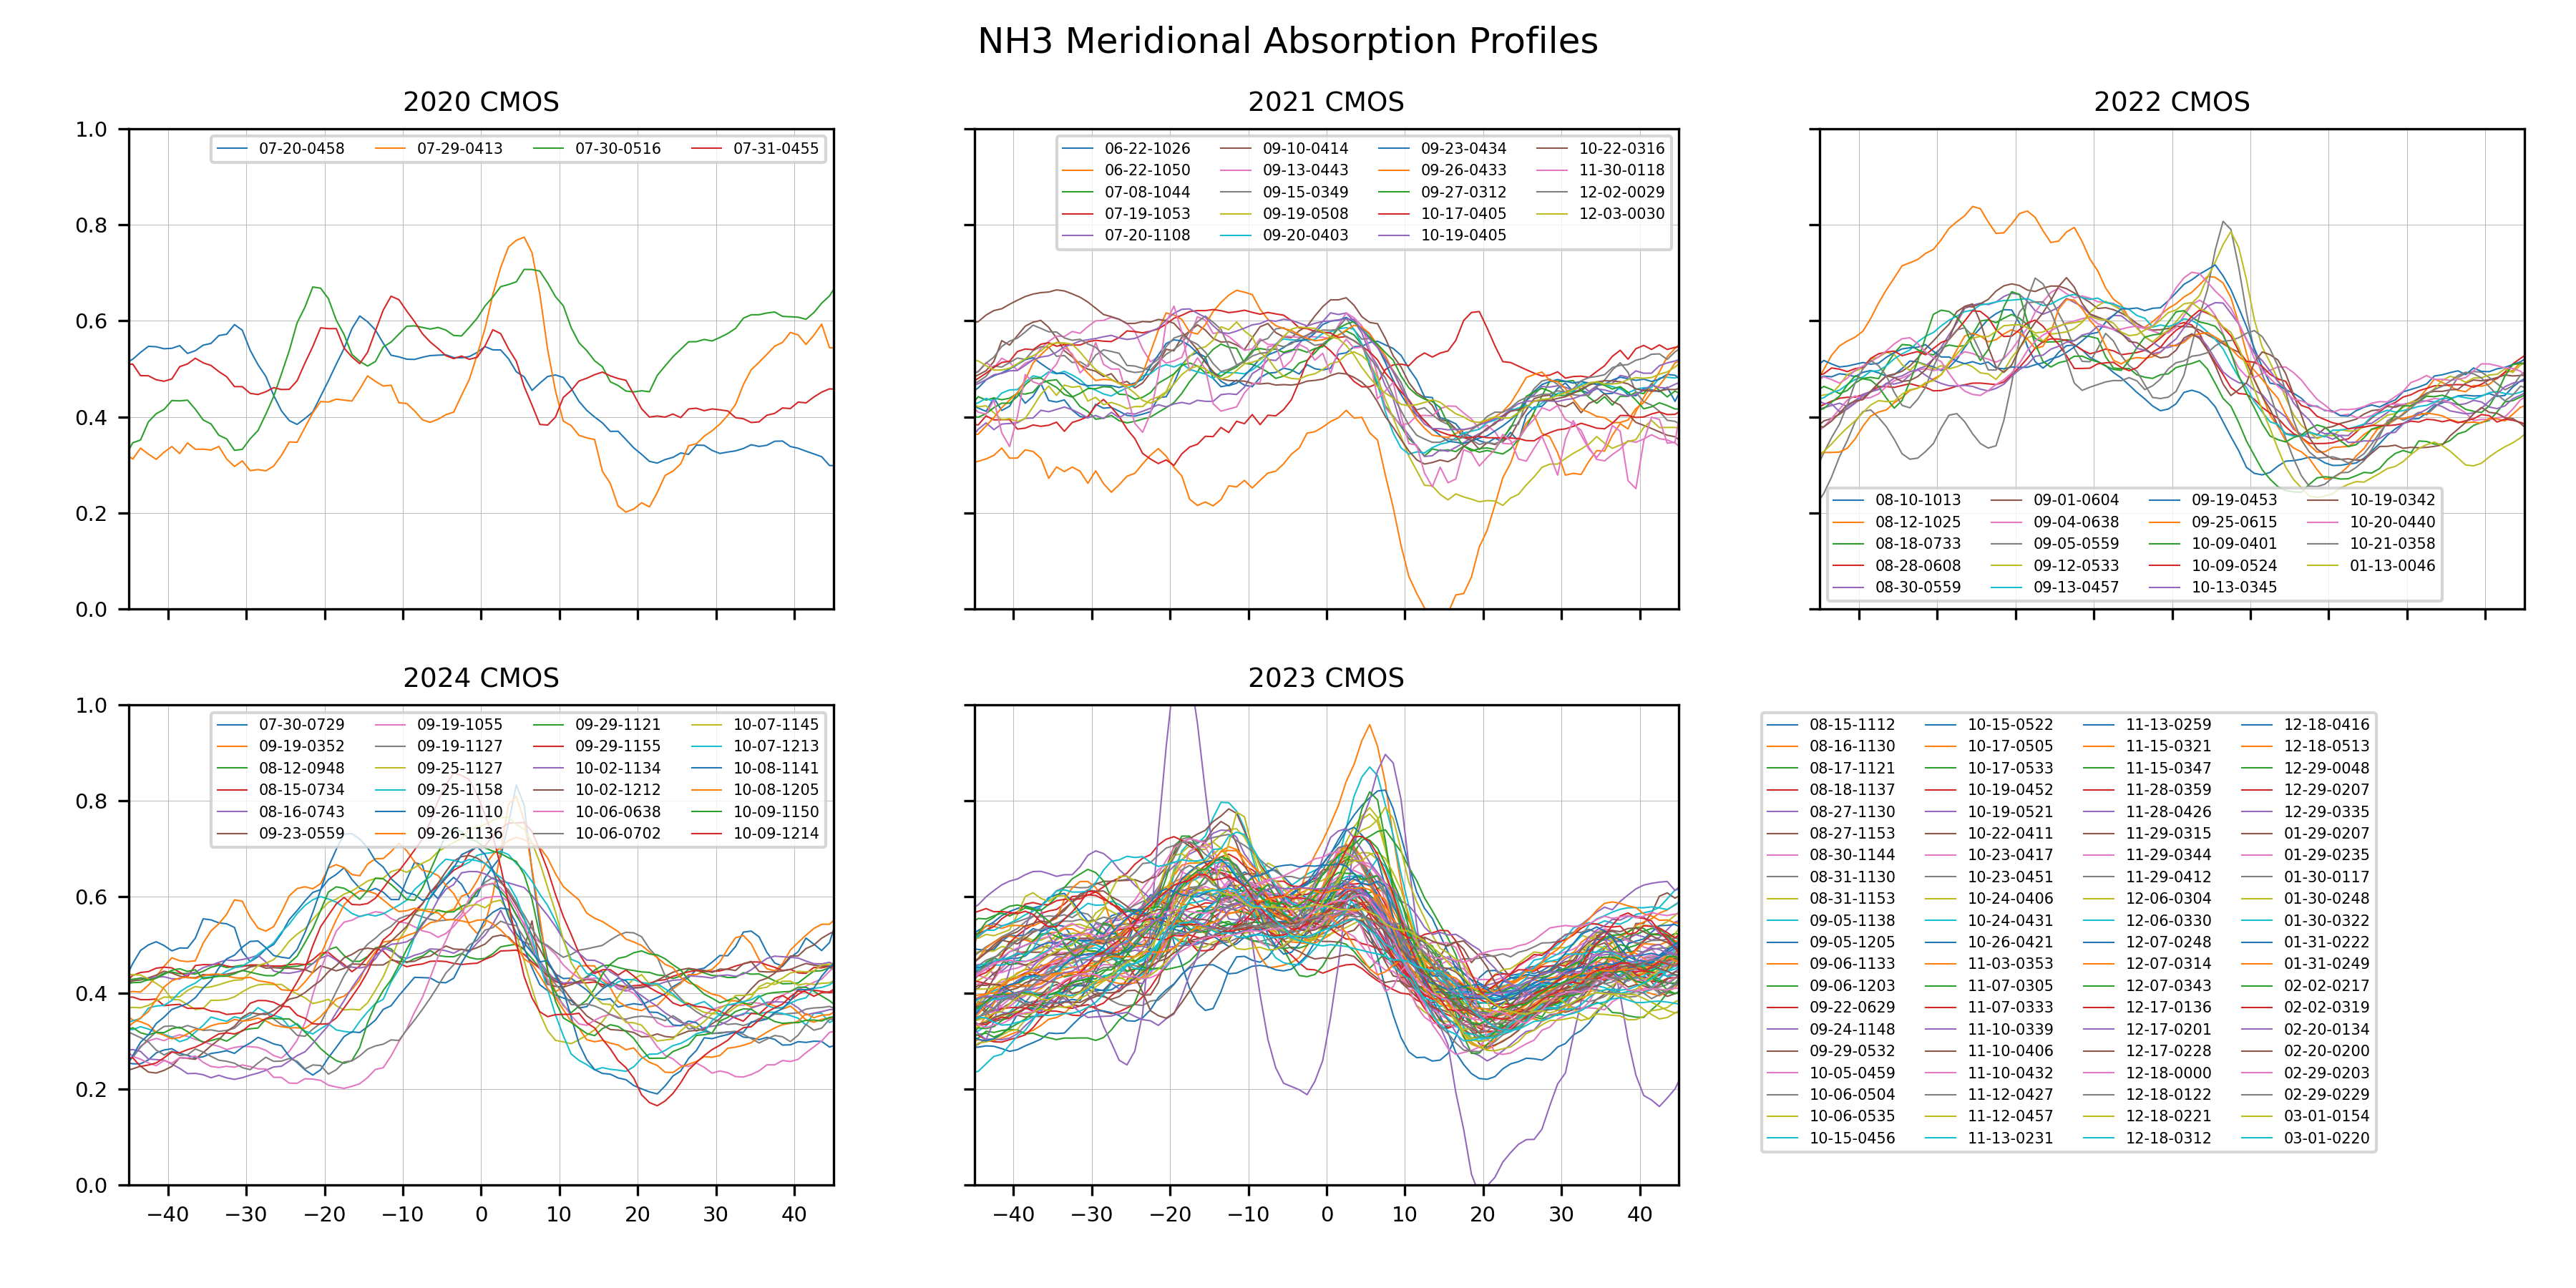 NH3 Meridional Absorption Profiles
2020 CMOS
1.0
0.8
0.6
0.4
0.2
0.0
07-20-0458 07-29-0413 07-30-0516 07-31-0455
2021 CMOS
06-22-1026 09-10-0414 09-23-0434 10-22-0316
06-22-1050 09-13-0443 09-26-0433 11-30-0118
07-08-1044 09-15-0349 09-27-0312 12-02-0029
07-19-1053 09-19-0508 10-17-0405 12-03-0030
07-20-1108 09-20-0403 10-19-0405
2022 CMOS
08-10-1013 09-01-0604 09-19-0453 10-19-0342
08-12-1025 09-04-0638 09-25-0615 10-20-0440
08-18-0733 09-05-0559 10-09-0401 10-21-0358
08-28-0608 09-12-0533 10-09-0524 01-13-0046
08-30-0559 09-13-0457 10-13-0345
2024 CMOS
1.0
0.8
0.6
0.4
0.2
0.0
07-30-0729 09-19-1055 09-29-1121 10-07-1145
09-19-0352 09-19-1127 09-29-1155 10-07-1213
08-12-0948 09-25-1127 10-02-1134 10-08-1141
08-15-0734 09-25-1158 10-02-1212 10-08-1205
08-16-0743 09-26-1110 10-06-0638 10-09-1150
09-23-0559 09-26-1136 10-06-0702 10-09-1214
−40 −30 −20 −10 0 10 20 30 40
2023 CMOS
−40 −30 −20 −10 0 10 20 30 40
08-15-1112 10-15-0522 11-13-0259 12-18-0416
08-16-1130 10-17-0505 11-15-0321 12-18-0513
08-17-1121 10-17-0533 11-15-0347 12-29-0048
08-18-1137 10-19-0452 11-28-0359 12-29-0207
08-27-1130 10-19-0521 11-28-0426 12-29-0335
08-27-1153 10-22-0411 11-29-0315 01-29-0207
08-30-1144 10-23-0417 11-29-0344 01-29-0235
08-31-1130 10-23-0451 11-29-0412 01-30-0117
08-31-1153 10-24-0406 12-06-0304 01-30-0248
09-05-1138 10-24-0431 12-06-0330 01-30-0322
09-05-1205 10-26-0421 12-07-0248 01-31-0222
09-06-1133 11-03-0353 12-07-0314 01-31-0249
09-06-1203 11-07-0305 12-07-0343 02-02-0217
09-22-0629 11-07-0333 12-17-0136 02-02-0319
09-24-1148 11-10-0339 12-17-0201 02-20-0134
09-29-0532 11-10-0406 12-17-0228 02-20-0200
10-05-0459 11-10-0432 12-18-0000 02-29-0203
10-06-0504 11-12-0427 12-18-0122 02-29-0229
10-06-0535 11-12-0457 12-18-0221 03-01-0154
10-15-0456 11-13-0231 12-18-0312 03-01-0220